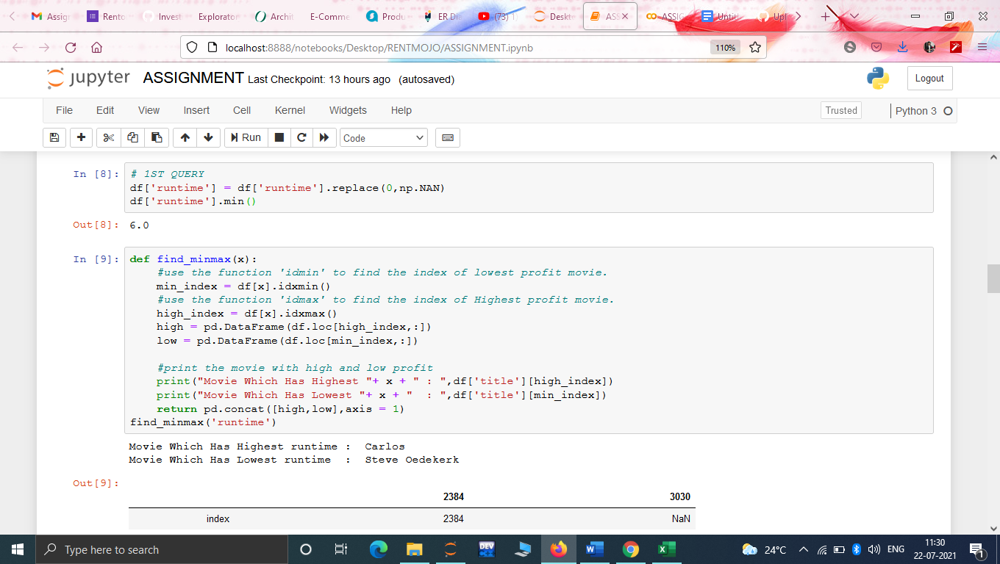 Assign
Rento
Invest
Explorator
Archit
E-Comme
Produ
ER Di
(73)
Deskt
ASS
ASSIG
Untit
Upl
localhost:8888/notebooks/Desktop/RENTMOJO/ASSIGNMENT.ipynb
110%
jupyter ASSIGNMENT Last Checkpoint: 13 hours ago (autosaved)
Logout
File Edit View Insert Cell Kernel Widgets Help
Trusted
Python 3
Run
Code
In [8]: # 1ST QUERY
df['runtime'] = df['runtime'].replace(0,np.NAN)
df['runtime'].min()
Out[8]: 6.0
In [9]: def find_minmax(x):
#use the function 'idmin' to find the index of lowest profit movie.
min_index = df[x].idxmin()
#use the function 'idmax' to find the index of Highest profit movie.
high_index = df[x].idxmax()
high = pd.DataFrame(df.loc[high_index,:])
low = pd.DataFrame(df.loc[min_index,:])
#print the movie with high and low profit
print("Movie Which Has Highest "+ x + " : ",df['title'][high_index])
print("Movie Which Has Lowest "+ x + "  : ",df['title'][min_index])
return pd.concat([high,low],axis = 1)
find_minmax('runtime')
Movie Which Has Highest runtime :  Carlos
Movie Which Has Lowest runtime  :  Steve Oedekerk
Out[9]:
2384 3030
index 2384 NaN
Type here to search
DEV
24°C
ENG
11:30
22-07-2021
1